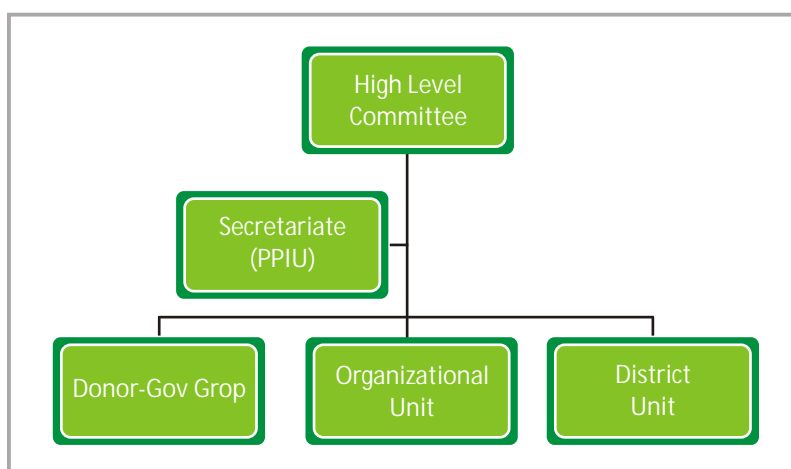 High Level
Committee
Secretariate
(PPIU)
Donor-Gov Grop
Organizational
Unit
District
Unit